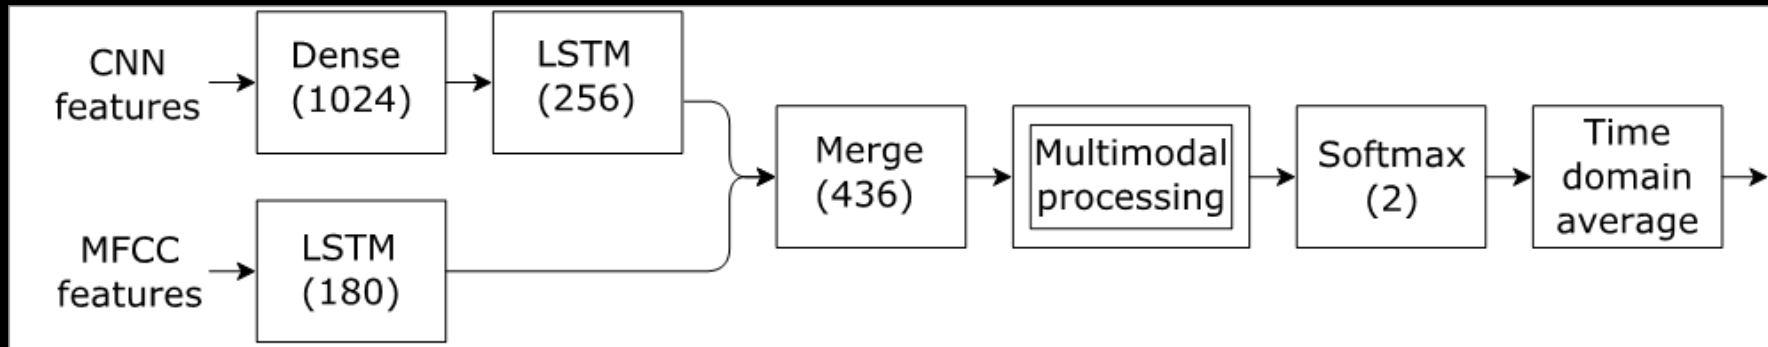 CNN
features
Dense
(1024)
LSTM
(256)
MFCC
features
LSTM
(180)
Merge
(436)
Multimodal
processing
Softmax
(2)
Time
domain
average